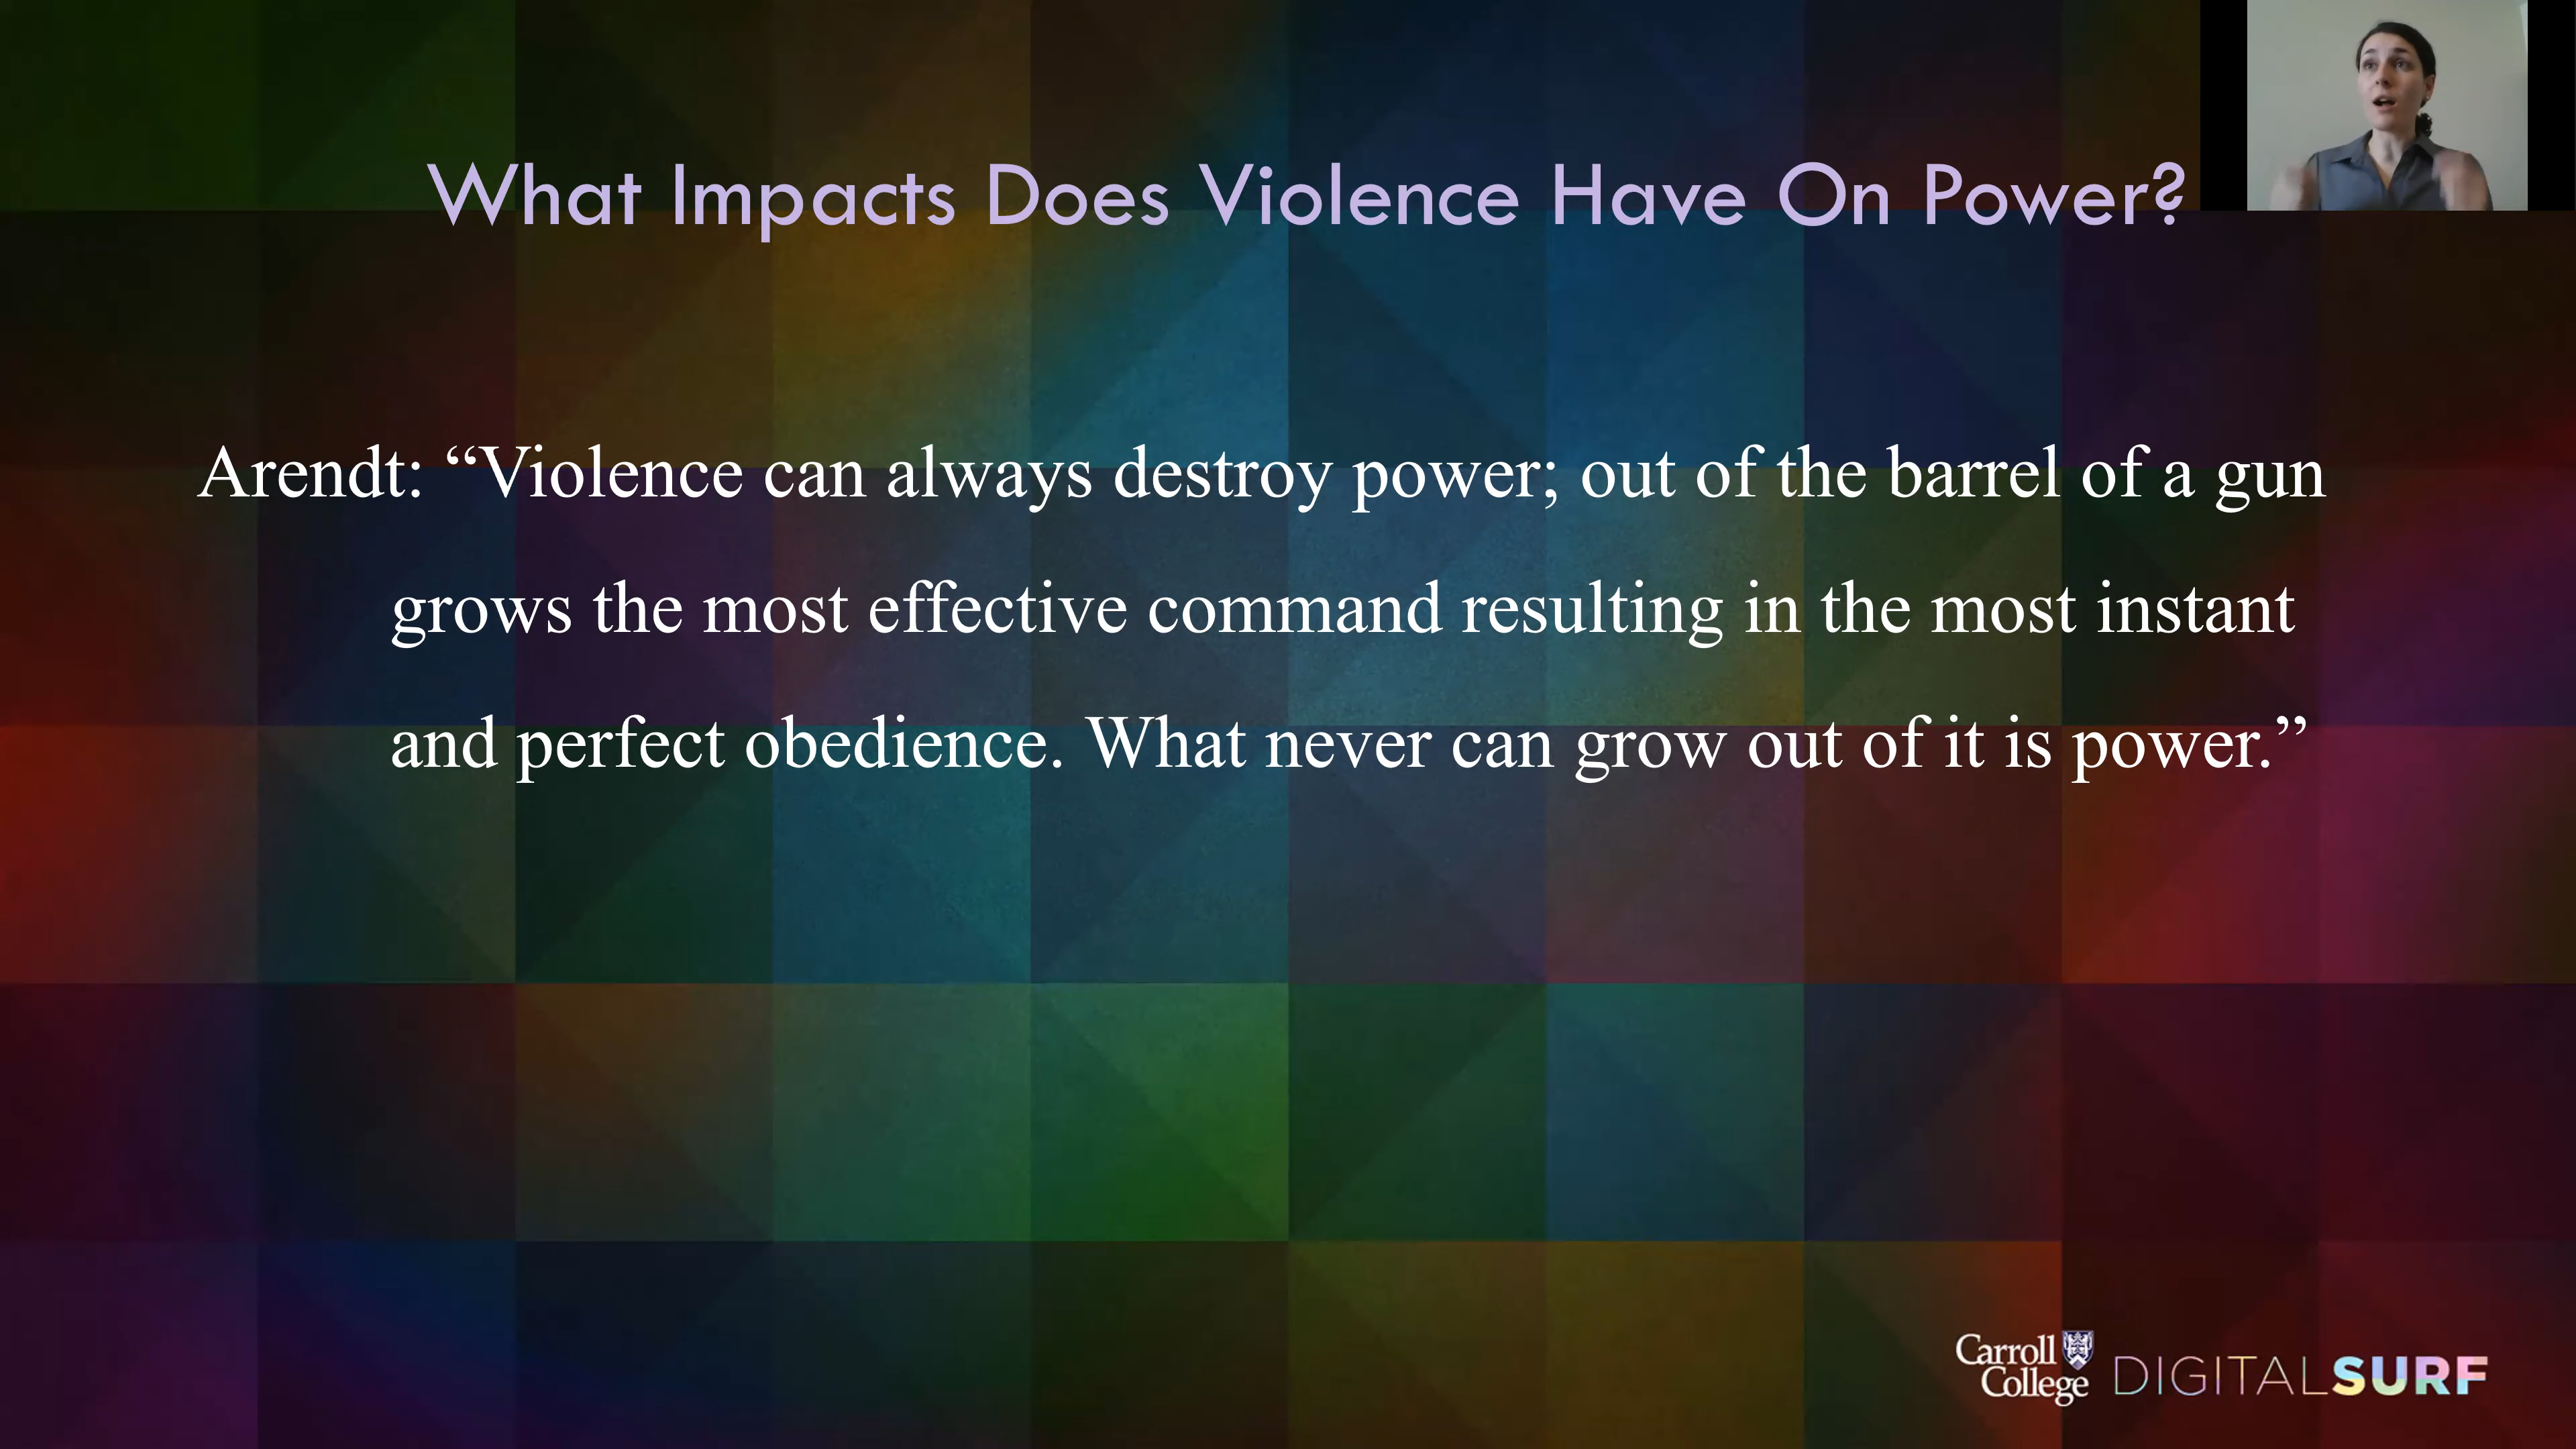 What Impacts Does Violence Have On Power?
Arendt: “Violence can always destroy power; out of the barrel of a gun
grows the most effective command resulting in the most instant
and perfect obedience. What never can grow out of it is power.”
Carroll
College
DIGITALSURF